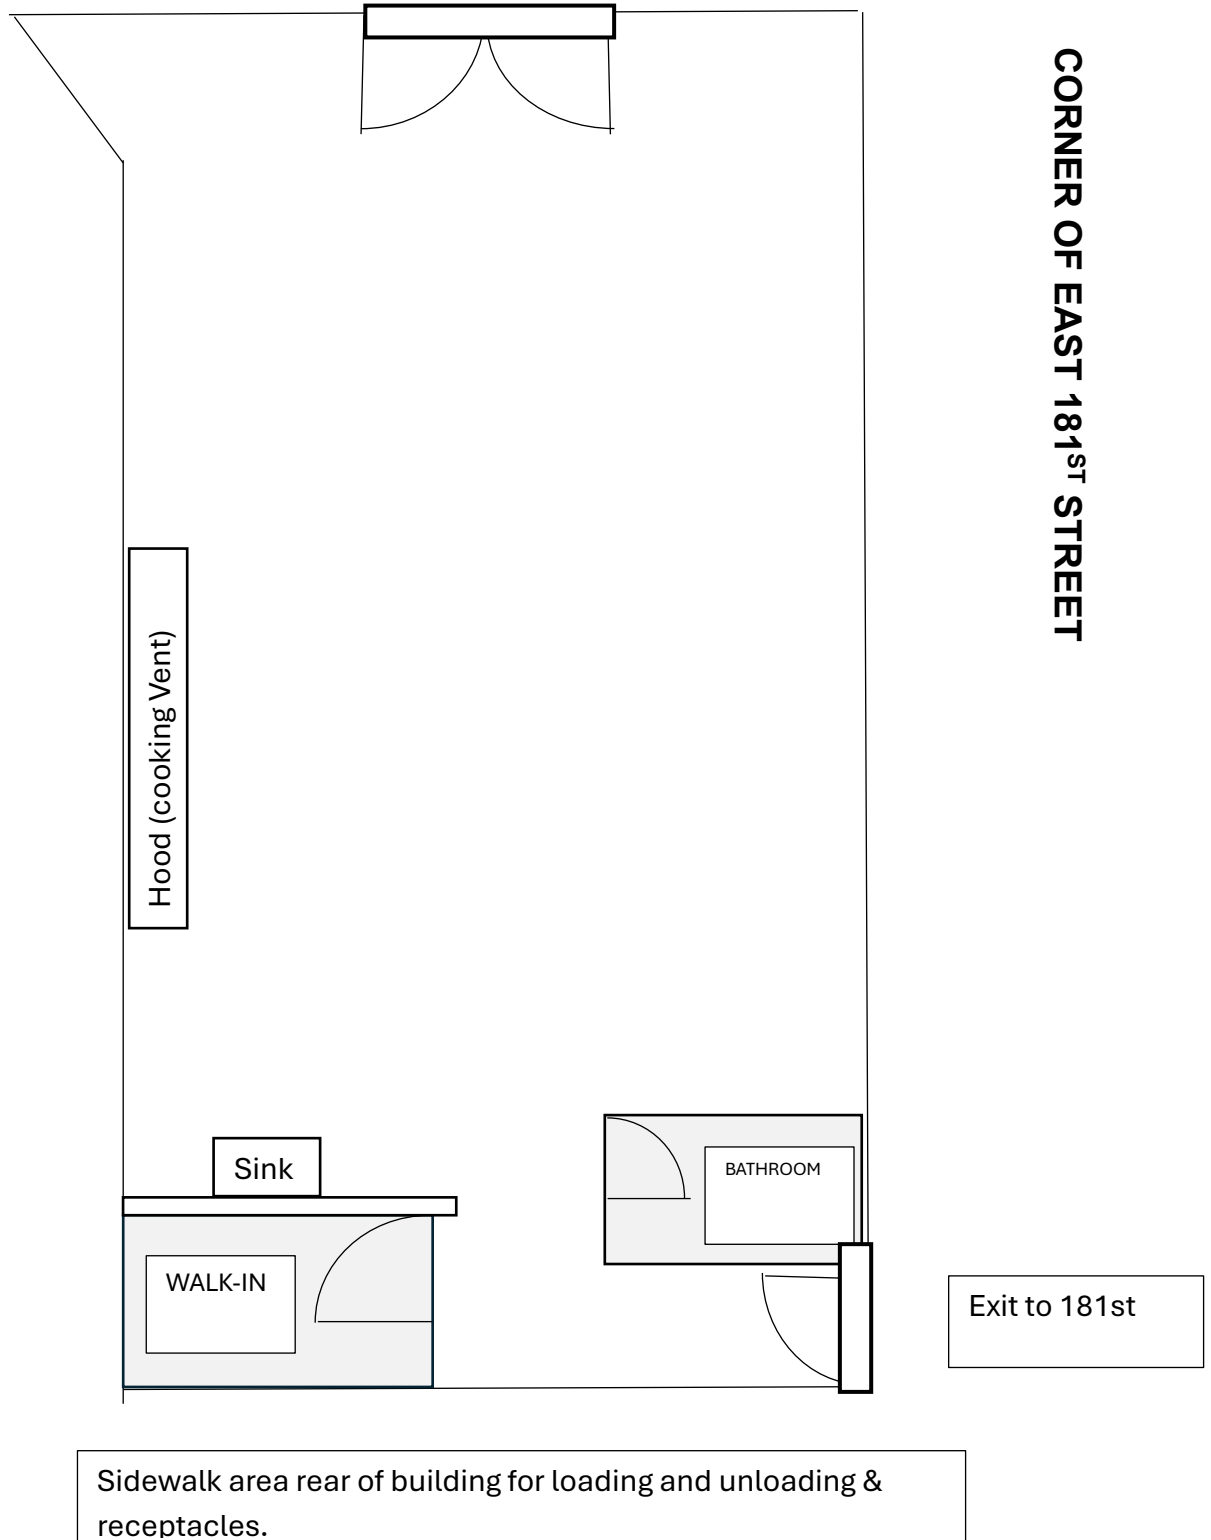 CORNER OF EAST 181ST STREET
Hood (cooking Vent)
Sink
BATHROOM
WALK-IN
Exit to 181st
Sidewalk area rear of building for loading and unloading &
receptacles.